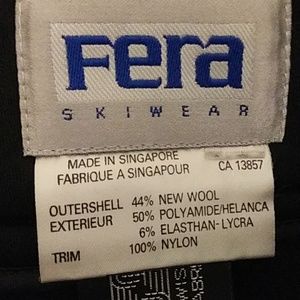 Fera
SKIWEAR
MADE IN SINGAPORE
FABRIQUE A SINGAPOUR CA 13857
OUTERSHELL 44% NEW WOOL
EXTERIEUR 50% POLYAMIDE/HELANCA
6% ELASTHAN-LYCRA
TRIM 100% NYLON